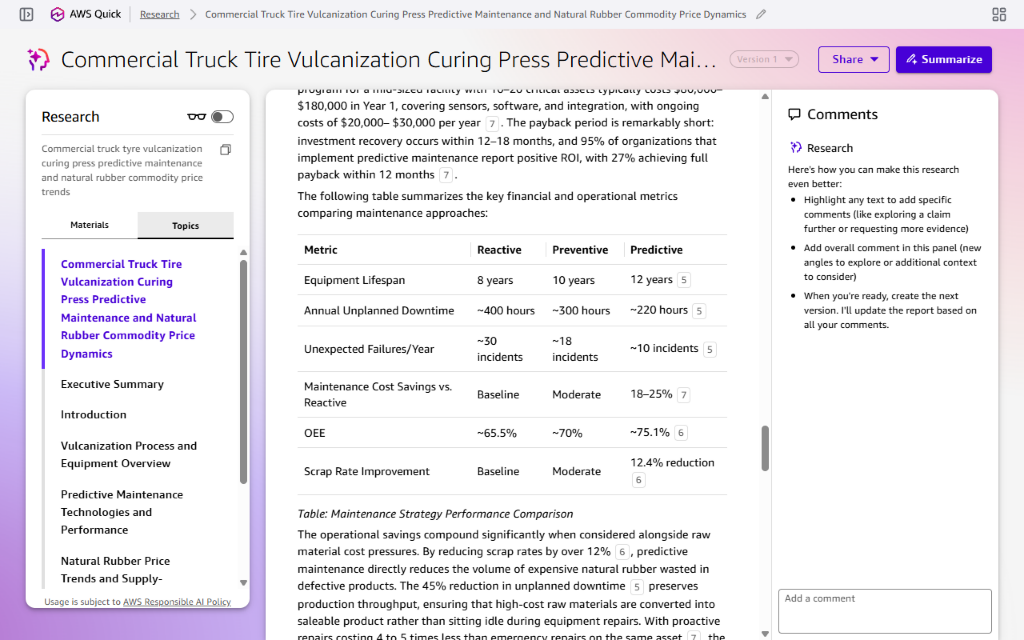 AWS Quick
Research
Commercial Truck Tire Vulcanization Curing Press Predictive Maintenance and Natural Rubber Commodity Price Dynamics
Commercial Truck Tire Vulcanization Curing Press Predictive Mai...
Version 1
Share
Summarize
Research
Commercial truck tyre vulcanization
curing press predictive maintenance
and natural rubber commodity price
trends
Materials
Topics
Commercial Truck Tire
Vulcanization Curing
Press Predictive
Maintenance and Natural
Rubber Commodity Price
Dynamics
Executive Summary
Introduction
Vulcanization Process and
Equipment Overview
Predictive Maintenance
Technologies and
Performance
Natural Rubber Price
Trends and Supply-
Usage is subject to AWS Responsible AI Policy
program for a mid-sized facility with 10–20 critical assets typically costs
$180,000 in Year 1, covering sensors, software, and integration, with ongoing
costs of $20,000– $30,000 per year 7 . The payback period is remarkably short:
investment recovery occurs within 12–18 months, and 95% of organizations that
implement predictive maintenance report positive ROI, with 27% achieving full
payback within 12 months 7 .
The following table summarizes the key financial and operational metrics
comparing maintenance approaches:
Metric Reactive Preventive Predictive
Equipment Lifespan 8 years 10 years 12 years 5
Annual Unplanned Downtime ~400 hours ~300 hours ~220 hours 5
Unexpected Failures/Year ~30 incidents ~18 incidents ~10 incidents 5
Maintenance Cost Savings vs. Reactive Baseline Moderate 18–25% 7
OEE ~65.5% ~70% ~75.1% 6
Scrap Rate Improvement Baseline Moderate 12.4% reduction 6
Table: Maintenance Strategy Performance Comparison
The operational savings compound significantly when considered alongside raw
material cost pressures. By reducing scrap rates by over 12% 6 , predictive
maintenance directly reduces the volume of expensive natural rubber wasted in
defective products. The 45% reduction in unplanned downtime 5 preserves
production throughput, ensuring that high-cost raw materials are converted into
saleable product rather than sitting idle during equipment repairs. With proactive
repairs costing 4 to 5 times less than emergency repairs on the same asset 7 , the
Comments
Research
Here's how you can make this research
even better:
• Highlight any text to add specific
comments (like exploring a claim
further or requesting more evidence)
• Add overall comment in this panel (new
angles to explore or additional context
to consider)
• When you're ready, create the next
version. I'll update the report based on
all your comments.
Add a comment